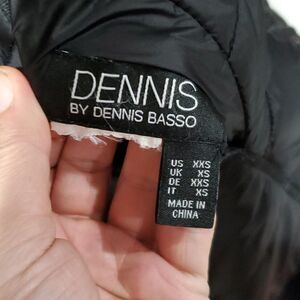 DENNIS
BY DENNIS BASSO
US XXS
UK XS
DE XXS
IT XS
MADE IN
CHINA